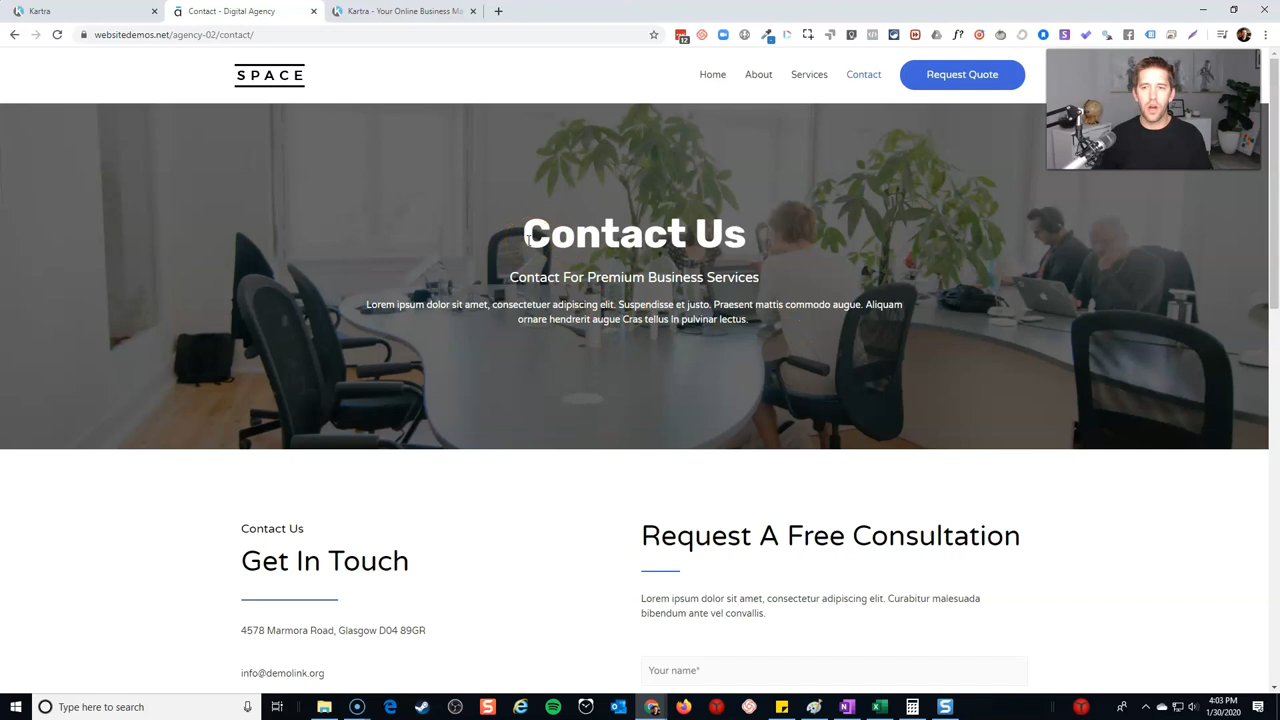 Kartra
Contact - Digital Agency
Kartra - Your Online Business Ma
websitedemos.net/agency-02/contact/
12
SPACE
Home
About
Services
Contact
Request Quote
Contact Us
Contact For Premium Business Services
Lorem ipsum dolor sit amet, consectetuer adipiscing elit. Suspendisse et justo. Praesent mattis commodo augue. Aliquam
ornare hendrerit augue Cras tellus In pulvinar lectus.
Contact Us
Get In Touch
4578 Marmora Road, Glasgow D04 89GR
info@demolink.org
Request A Free Consultation
Lorem ipsum dolor sit amet, consectetur adipiscing elit. Curabitur malesuada
bibendum ante vel convallis.
Your name*
Type here to search
4:03 PM
1/30/2020